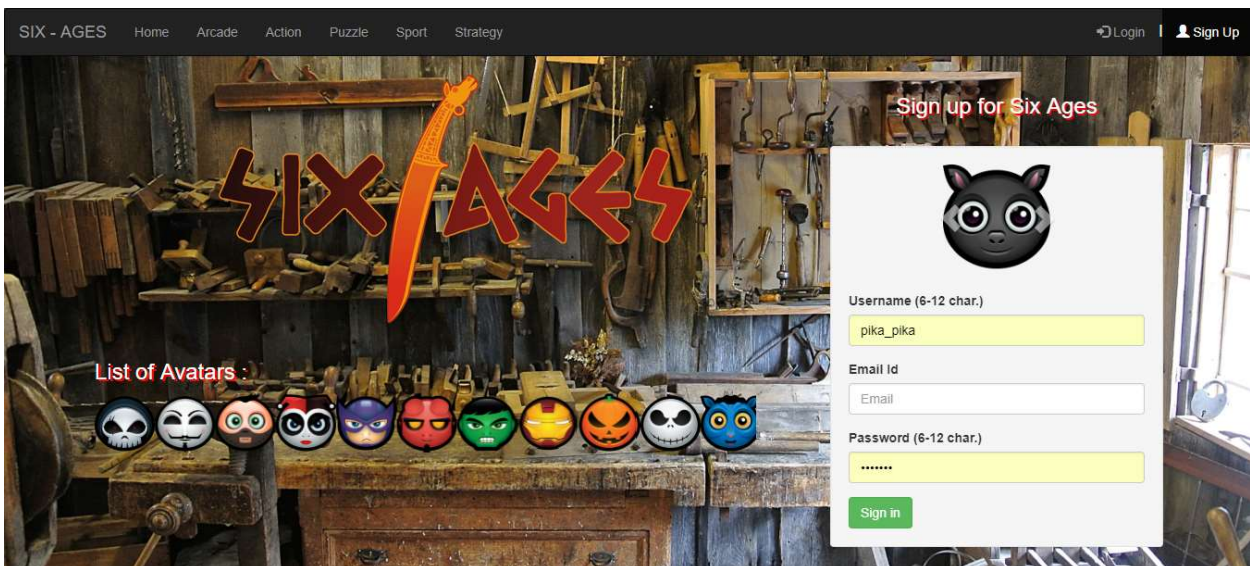 SIX - AGES Home Arcade Action Puzzle Sport Strategy Login Sign Up
SIX AGES
List of Avatars :
Sign up for Six Ages
Username (6-12 char.)
pika_pika
Email Id
Email
Password (6-12 char.)
•••••••
Sign in